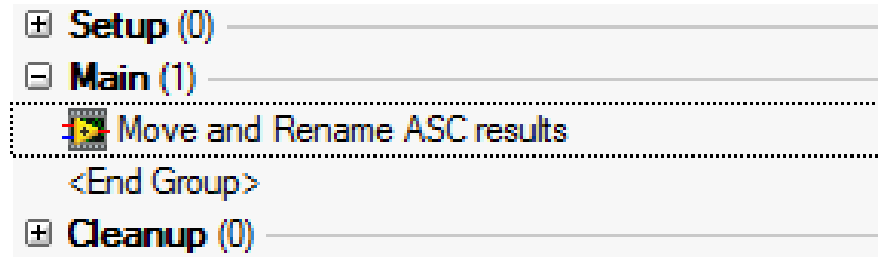 Setup (0)
Main (1)
Move and Rename ASC results
<End Group>
Cleanup (0)